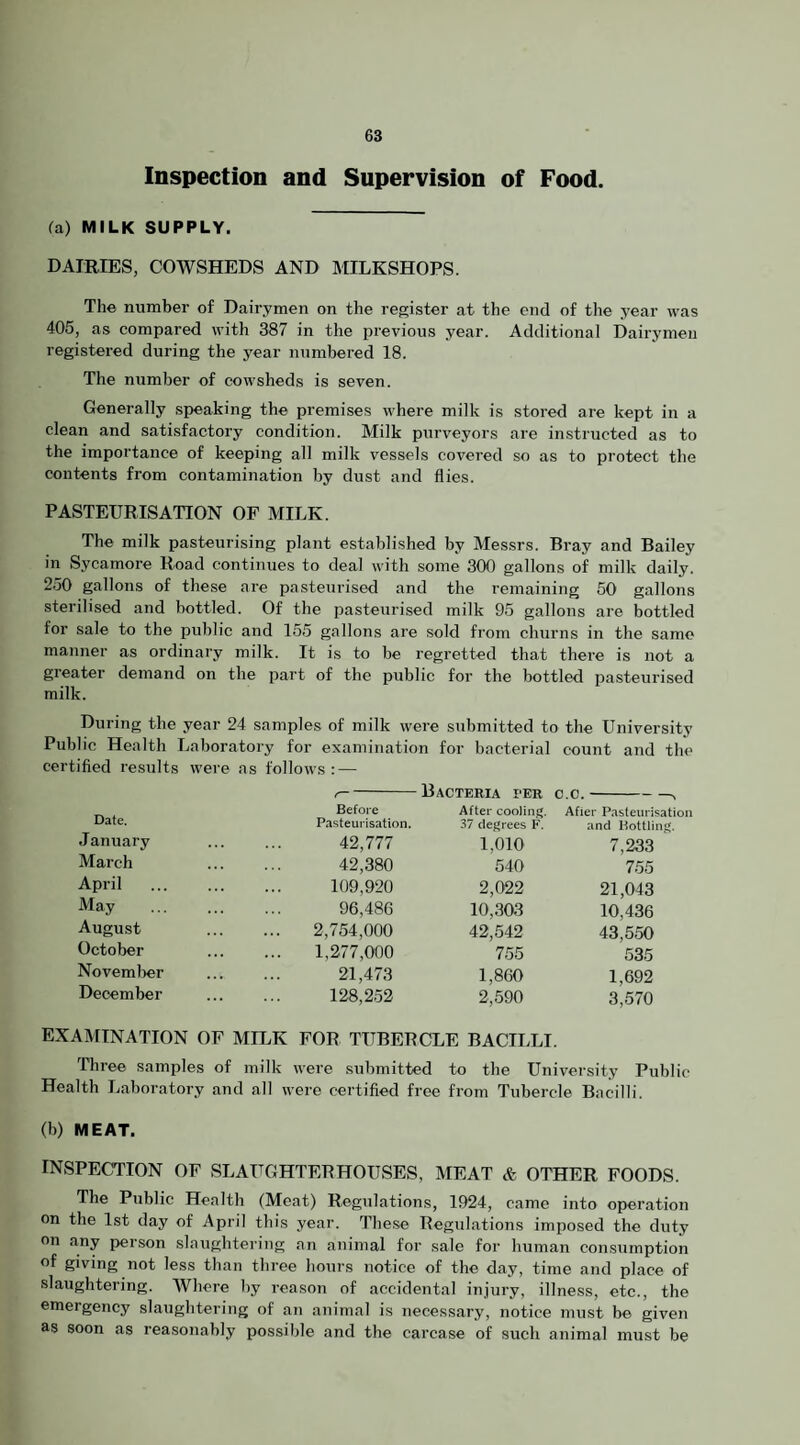 63
Inspection and Supervision of Food.
(a) MILK SUPPLY.
DAIRIES, COWSHEDS AND MILKSHOPS.
The number of Dairymen on the register at the end of the year was
405, as compared with 387 in the previous year. Additional Dairymen
registered during the year numbered 18.
The number of cowsheds is seven.
Generally speaking the premises where milk is stored are kept in a
clean and satisfactory condition. Milk purveyors are instructed as to
the importance of keeping all milk vessels covered so as to protect the
contents from contamination by dust and flies.
PASTEURISATION OF MILK.
The milk pasteurising plant established by Messrs. Bray and Bailey
in Sycamore Road continues to deal with some 300 gallons of milk daily.
250 gallons of these are pasteurised and the remaining 50 gallons
sterilised and bottled. Of the pasteurised milk 95 gallons are bottled
for sale to the public and 155 gallons are sold from churns in the same
manner as ordinary milk. It is to be regretted that there is not a
greater demand on the part of the public for the bottled pasteurised
milk.
During the year 24 samples of milk were submitted to the University
Public Health Laboratory for examination for bacterial count and the
certified results were as follows :—
BACTERIA PER C.C.
Date. Before Pasteurisation. After cooling. 37 degrees F. After Pasteurisation and Bottling.
January ... ... 42,777 1,010 7,233
March ... ... 42,380 540 755
April ... ... ... 109,920 2,022 21,043
May ... ... ... 96,486 10,303 10,436
August ... ... 2,754,000 42,542 43,550
October ... ... 1,277,000 755 535
November ... ... 21,473 1,860 1,692
December ... ... 128,252 2,590 3,570
EXAMINATION OF MILK FOR TUBERCLE BACILLI.
Three samples of milk were submitted to the University Public
Health Laboratory and all were certified free from Tubercle Bacilli.
(b) MEAT.
INSPECTION OF SLAUGHTERHOUSES, MEAT & OTHER FOODS.
The Public Health (Meat) Regulations, 1924, came into operation
on the 1st day of April this year. These Regulations imposed the duty
on any person slaughtering an animal for sale for human consumption
of giving not less than three hours notice of the day, time and place of
slaughtering. Where by reason of accidental injury, illness, etc., the
emergency slaughtering of an animal is necessary, notice must be given
as soon as reasonably possible and the carcase of such animal must be